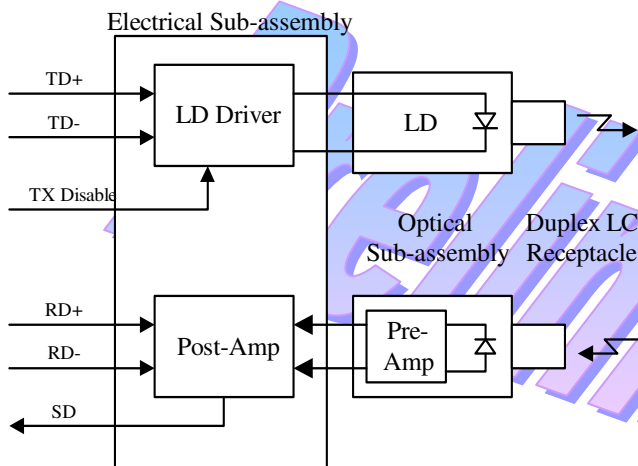 Electrical Sub-assembly
TD+
TD-
TX Disable
LD Driver
LD
Optical
Sub-assembly
Duplex LC
Receptacle
RD+
RD-
SD
Post-Amp
Pre-
Amp